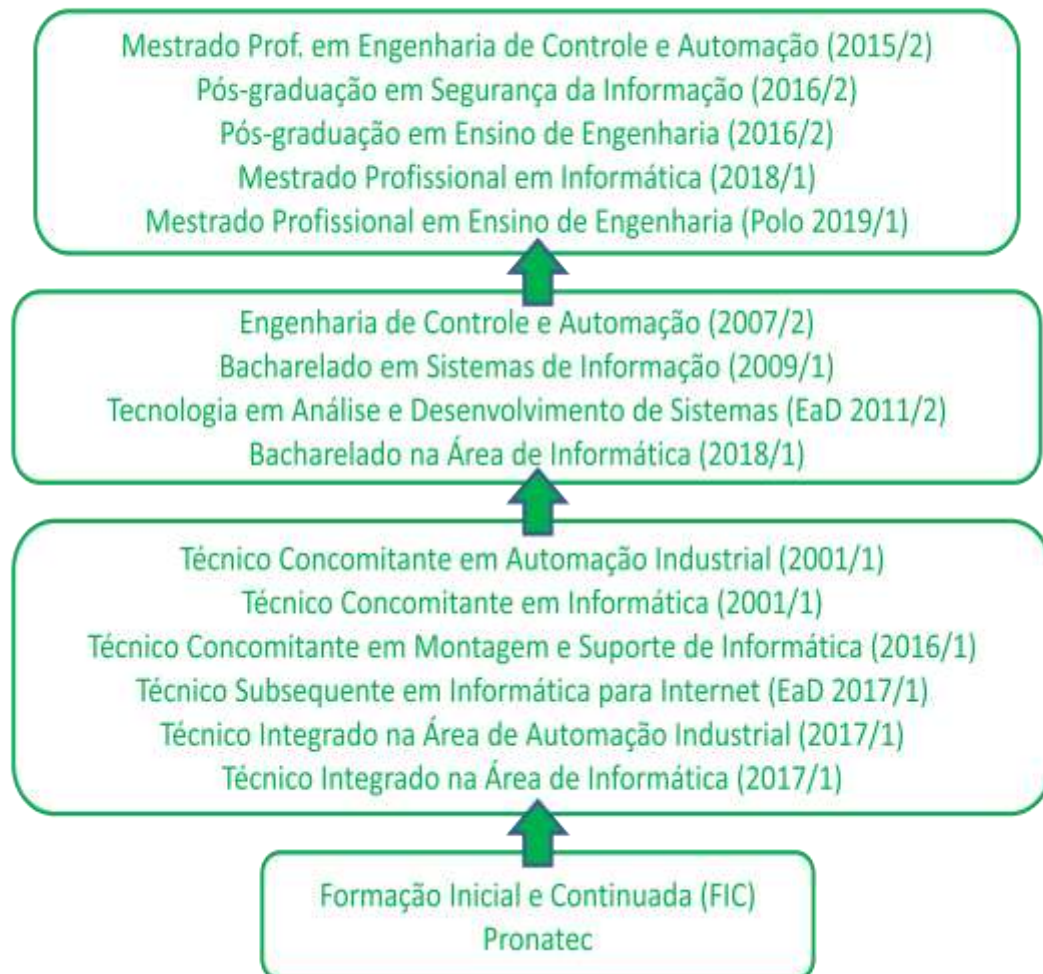 Mestrado Prof. em Engenharia de Controle e Automação (2015/2)
Pós-graduação em Segurança da Informação (2016/2)
Pós-graduação em Ensino de Engenharia (2016/2)
Mestrado Profissional em Informática (2018/1)
Mestrado Profissional em Ensino de Engenharia (Polo 2019/1)
Engenharia de Controle e Automação (2007/2)
Bacharelado em Sistemas de Informação (2009/1)
Tecnologia em Análise e Desenvolvimento de Sistemas (EaD 2011/2)
Bacharelado na Área de Informática (2018/1)
Técnico Concomitante em Automação Industrial (2001/1)
Técnico Concomitante em Informática (2001/1)
Técnico Concomitante em Montagem e Suporte de Informática (2016/1)
Técnico Subsequente em Informática para Internet (EaD 2017/1)
Técnico Integrado na Área de Automação Industrial (2017/1)
Técnico Integrado na Área de Informática (2017/1)
Formação Inicial e Continuada (FIC)
Pronatec